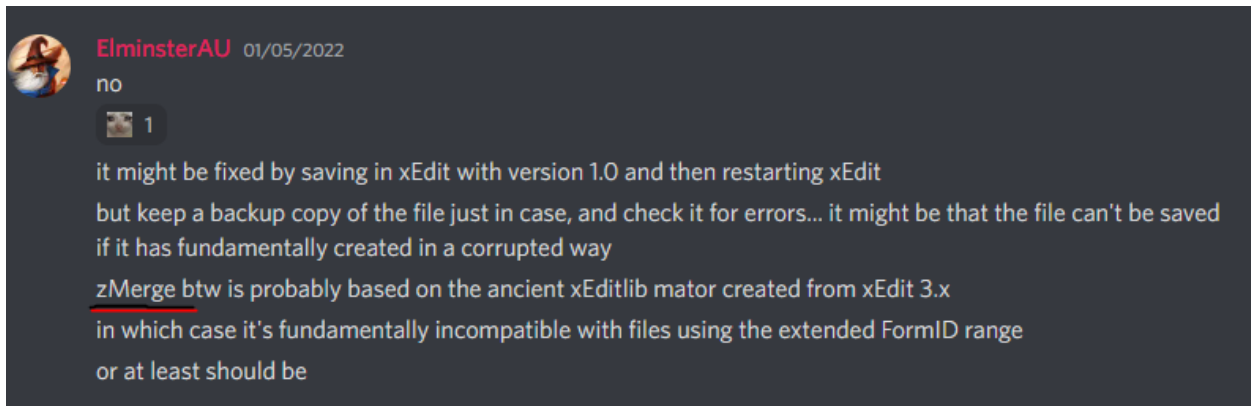 ElminsterAU 01/05/2022
no
1
it might be fixed by saving in xEdit with version 1.0 and then restarting xEdit
but keep a backup copy of the file just in case, and check it for errors... it might be that the file can't be saved
if it has fundamentally created in a corrupted way
zMerge btw is probably based on the ancient xEditlib mator created from xEdit 3.x
in which case it's fundamentally incompatible with files using the extended FormID range
or at least should be